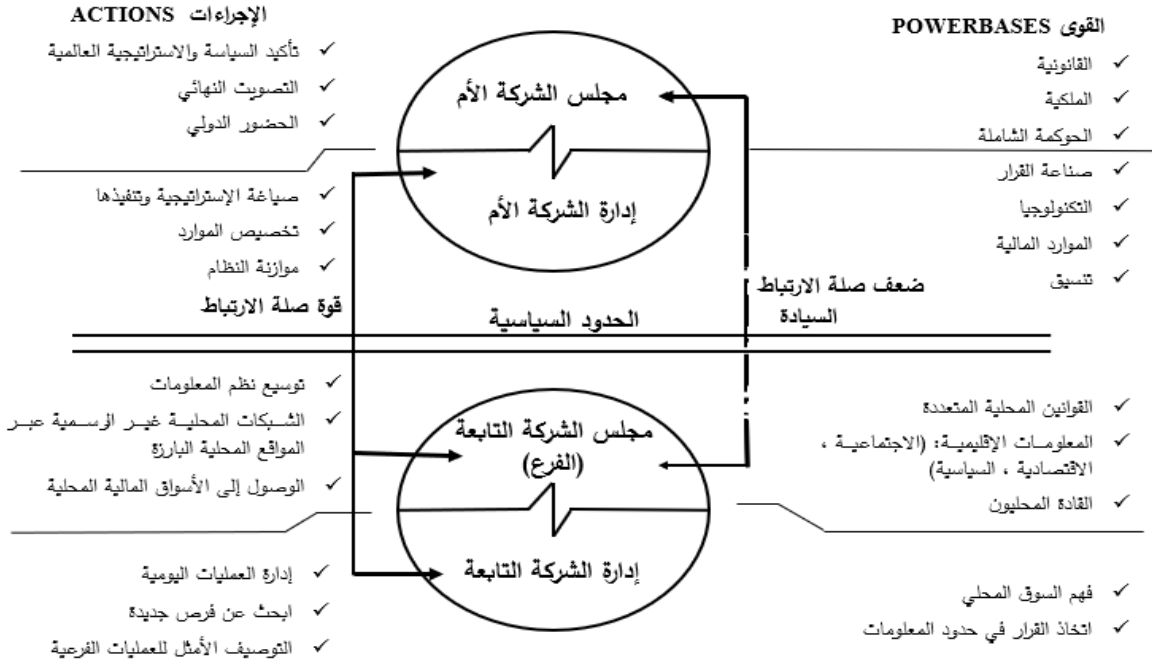 القوى POWERBASES
القانونية
الملكية
الحوكمة الشاملة
صناعة القرار
التكنولوجيا
الموارد المالية
تنسيق
الإجراءات ACTIONS
تأكيد السياسة والاستراتيجية العالمية
التصويت النهائي
الحضور الدولي
صياغة الإستراتيجية وتنفيذها
تخصيص الموارد
موازنة النظام
مجلس الشركة الأم
إدارة الشركة الأم
ضعف صلة الارتباط
السيادة
الحدود السياسية
قوة صلة الارتباط
القوانين المحلية المتعددة
المعلومات الإقليمية: (الاجتماعية ،
الاقتصادية ، السياسية)
القادة المحليون
فهم السوق المحلي
اتخاذ القرار في حدود المعلومات
مجلس الشركة التابعة
(الفرع)
إدارة الشركة التابعة
توسيع نظم المعلومات
الشبكات المحلية غير الرسمية عبر
المواقع المحلية البارزة
الوصول إلى الأسواق المالية المحلية
إدارة العمليات اليومية
ابحث عن فرص جديدة
التوصيف الأمثل للعمليات الفرعية